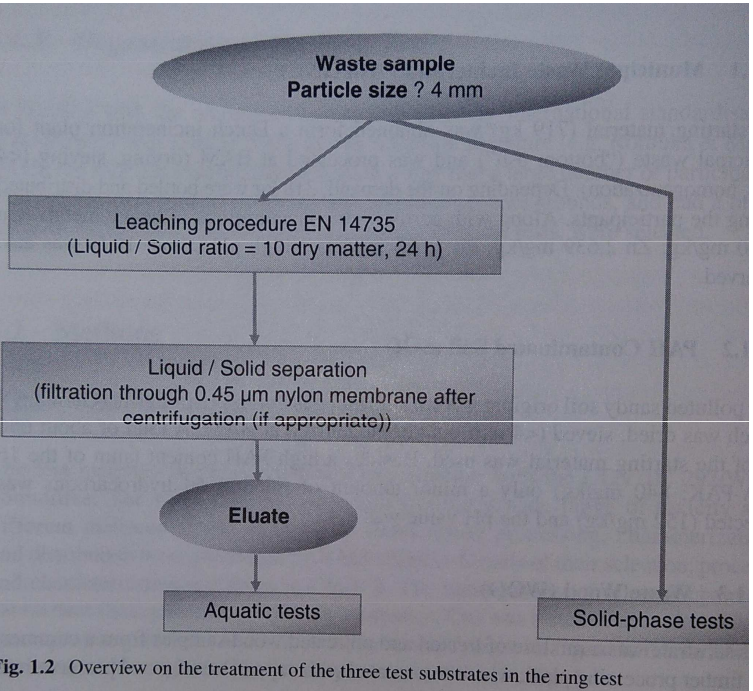 Waste sample
Particle size ? 4 mm
Leaching procedure EN 14735
(Liquid / Solid ratio = 10 dry matter, 24 h)
Liquid / Solid separation
(filtration through 0.45 µm nylon membrane after
centrifugation (if appropriate))
Eluate
Aquatic tests
Solid-phase tests
Fig. 1.2 Overview on the treatment of the three test substrates in the ring test